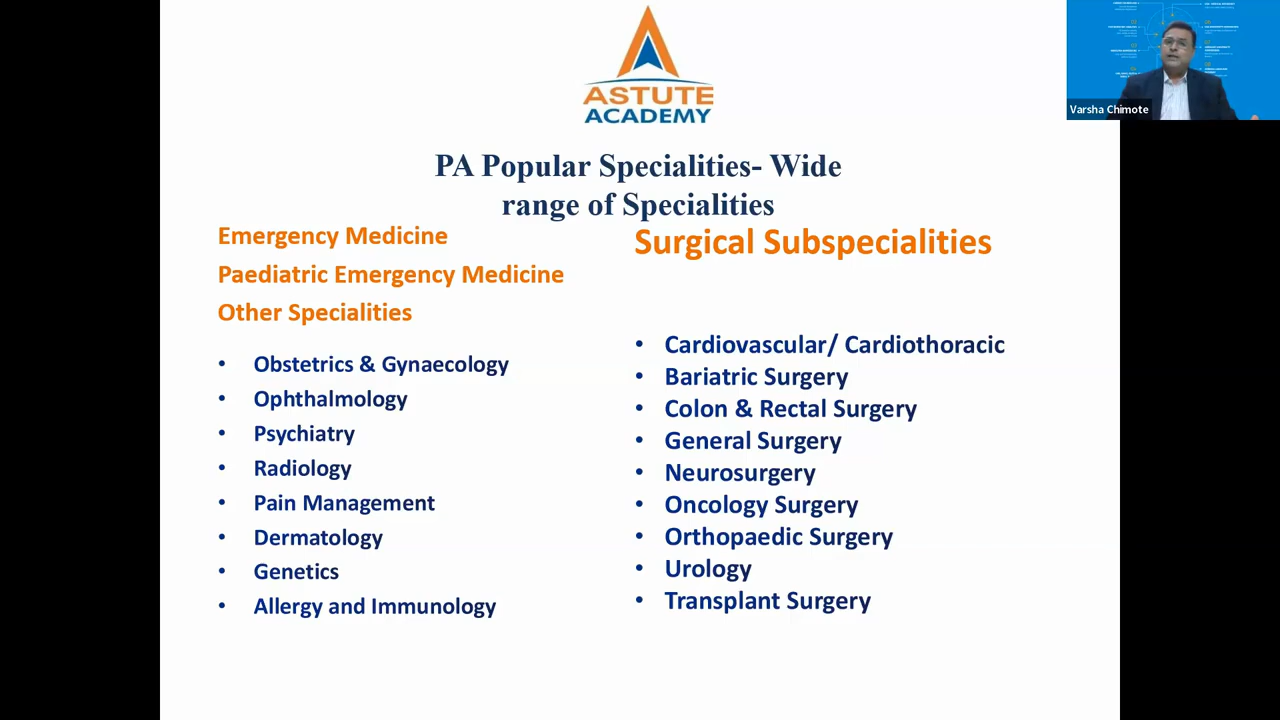 ASTUTE
ACADEMY
Varsha Chimote
PA Popular Specialities- Wide
range of Specialities
Emergency Medicine
Paediatric Emergency Medicine
Other Specialities
• Obstetrics & Gynaecology
• Ophthalmology
• Psychiatry
• Radiology
• Pain Management
• Dermatology
• Genetics
• Allergy and Immunology
Surgical Subspecialities
• Cardiovascular/ Cardiothoracic
• Bariatric Surgery
• Colon & Rectal Surgery
• General Surgery
• Neurosurgery
• Oncology Surgery
• Orthopaedic Surgery
• Urology
• Transplant Surgery